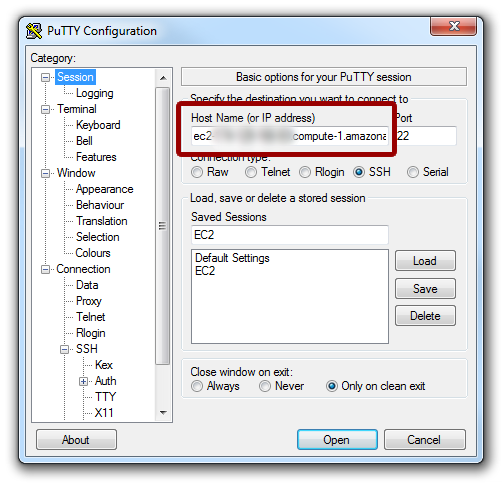 PuTTY Configuration
Category:
Session
Logging
Terminal
Keyboard
Bell
Features
Window
Appearance
Behaviour
Translation
Selection
Colours
Connection
Data
Proxy
Telnet
Rlogin
SSH
Kex
Auth
TTY
X11
Basic options for your PuTTY session
Specify the destination you want to connect to
Host Name (or IP address) Port
ec2 compute-1.amazona 22
Connection type:
Raw Telnet Rlogin SSH Serial
Load, save or delete a stored session
Saved Sessions
EC2
Default Settings
EC2
Load
Save
Delete
Close window on exit:
Always Never Only on clean exit
About Open Cancel